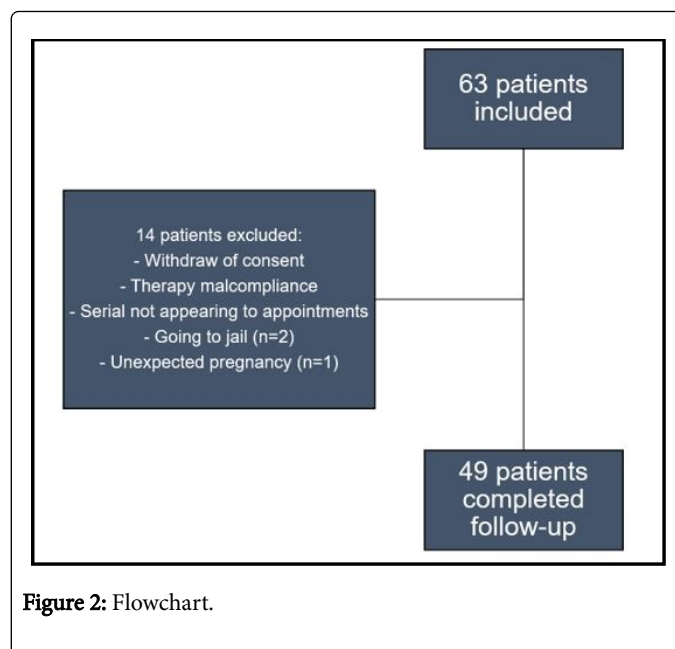 63 patients
included
14 patients excluded:
- Withdraw of consent
- Therapy malcompliance
- Serial not appearing to appointments
- Going to jail (n=2)
- Unexpected pregnancy (n=1)
49 patients
completed
follow-up
Figure 2: Flowchart.